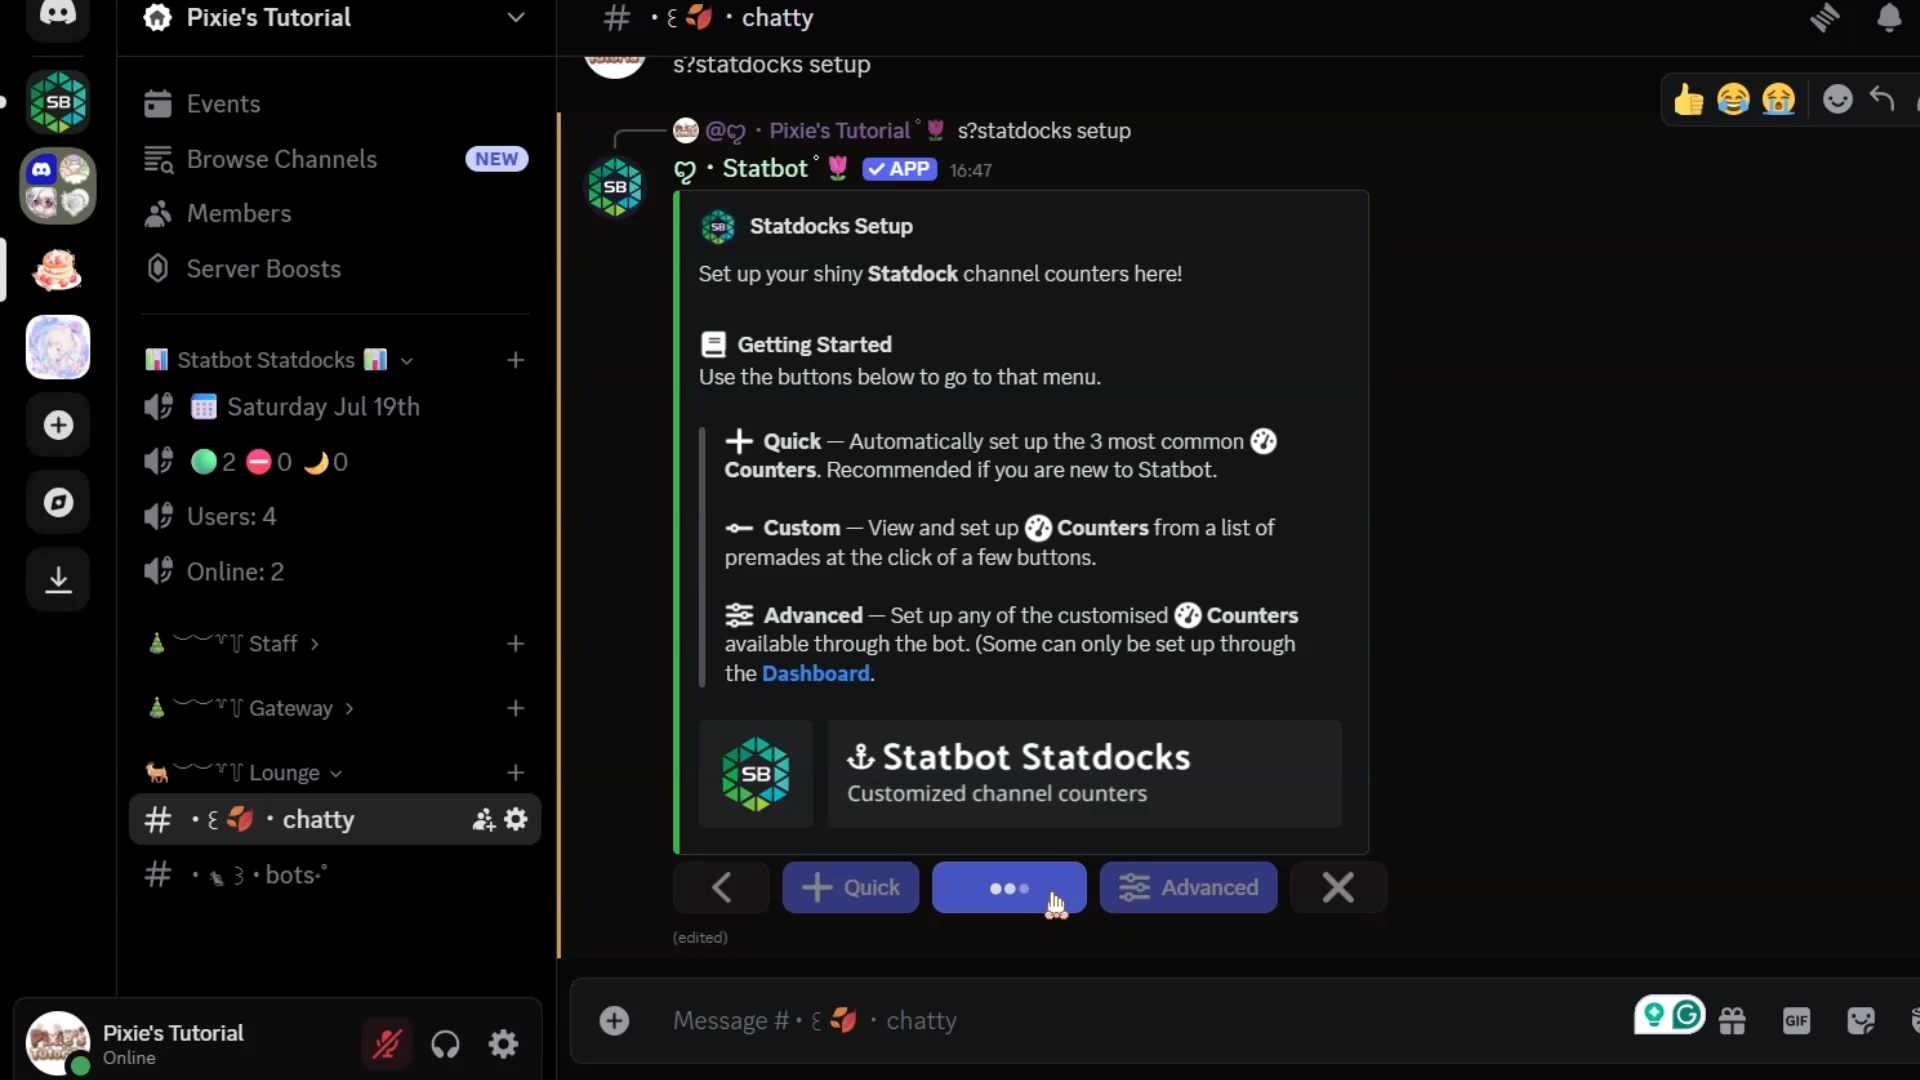 Pixie's Tutorial
Events
Browse Channels NEW
Members
Server Boosts
📊 Statbot Statdocks 📊
🗓️ Saturday Jul 19th
🟢2 ⛔0 🌙0
Users: 4
Online: 2
Staff
Gateway
Lounge
# ・꒰🍂・chatty
# ・🐿️꒱・bots
Pixie's Tutorial
Online
# ・꒰🍂・chatty
s?statdocks setup
@ღ・Pixie's Tutorial˚🌷 s?statdocks setup
ღ・Statbot˚🌷 ✓ APP 16:47
SB
Statdocks Setup
Set up your shiny Statdock channel counters here!
Getting Started
Use the buttons below to go to that menu.
Quick — Automatically set up the 3 most common
Counters. Recommended if you are new to Statbot.
Custom — View and set up Counters from a list of
premades at the click of a few buttons.
Advanced — Set up any of the customised Counters
available through the bot. (Some can only be set up through
the Dashboard.
SB
Statbot Statdocks
Customized channel counters
Quick
Advanced
(edited)
Message #・꒰🍂・chatty
GIF